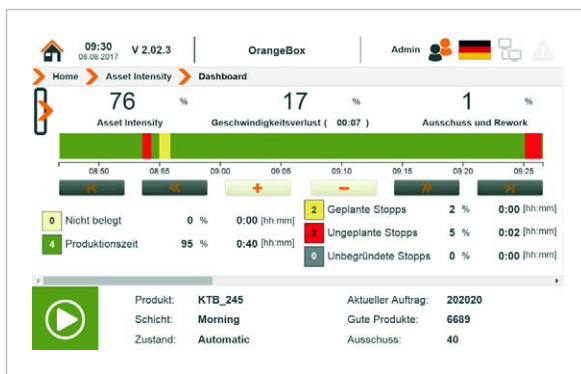 09:30
08.08.2017
V 2.02.3
OrangeBox
Admin
Home Asset Intensity Dashboard
76 % 17 % 1 %
Asset Intensity Geschwindigkeitsverlust ( 00:07 ) Ausschuss und Rework
08:50 08:55 09:00 09:05 09:10 09:15 09:20 09:25
0 Nicht belegt 0 % 0:00 [hh:mm]
4 Produktionszeit 95 % 0:40 [hh:mm]
2 Geplante Stopps 2 % 0:00 [hh:mm]
2 Ungeplante Stopps 5 % 0:02 [hh:mm]
0 Unbegründete Stopps 0 % 0:00 [hh:mm]
Produkt: KTB_245 Aktueller Auftrag: 202020
Schicht: Morning Gute Produkte: 6689
Zustand: Automatic Ausschuss: 40